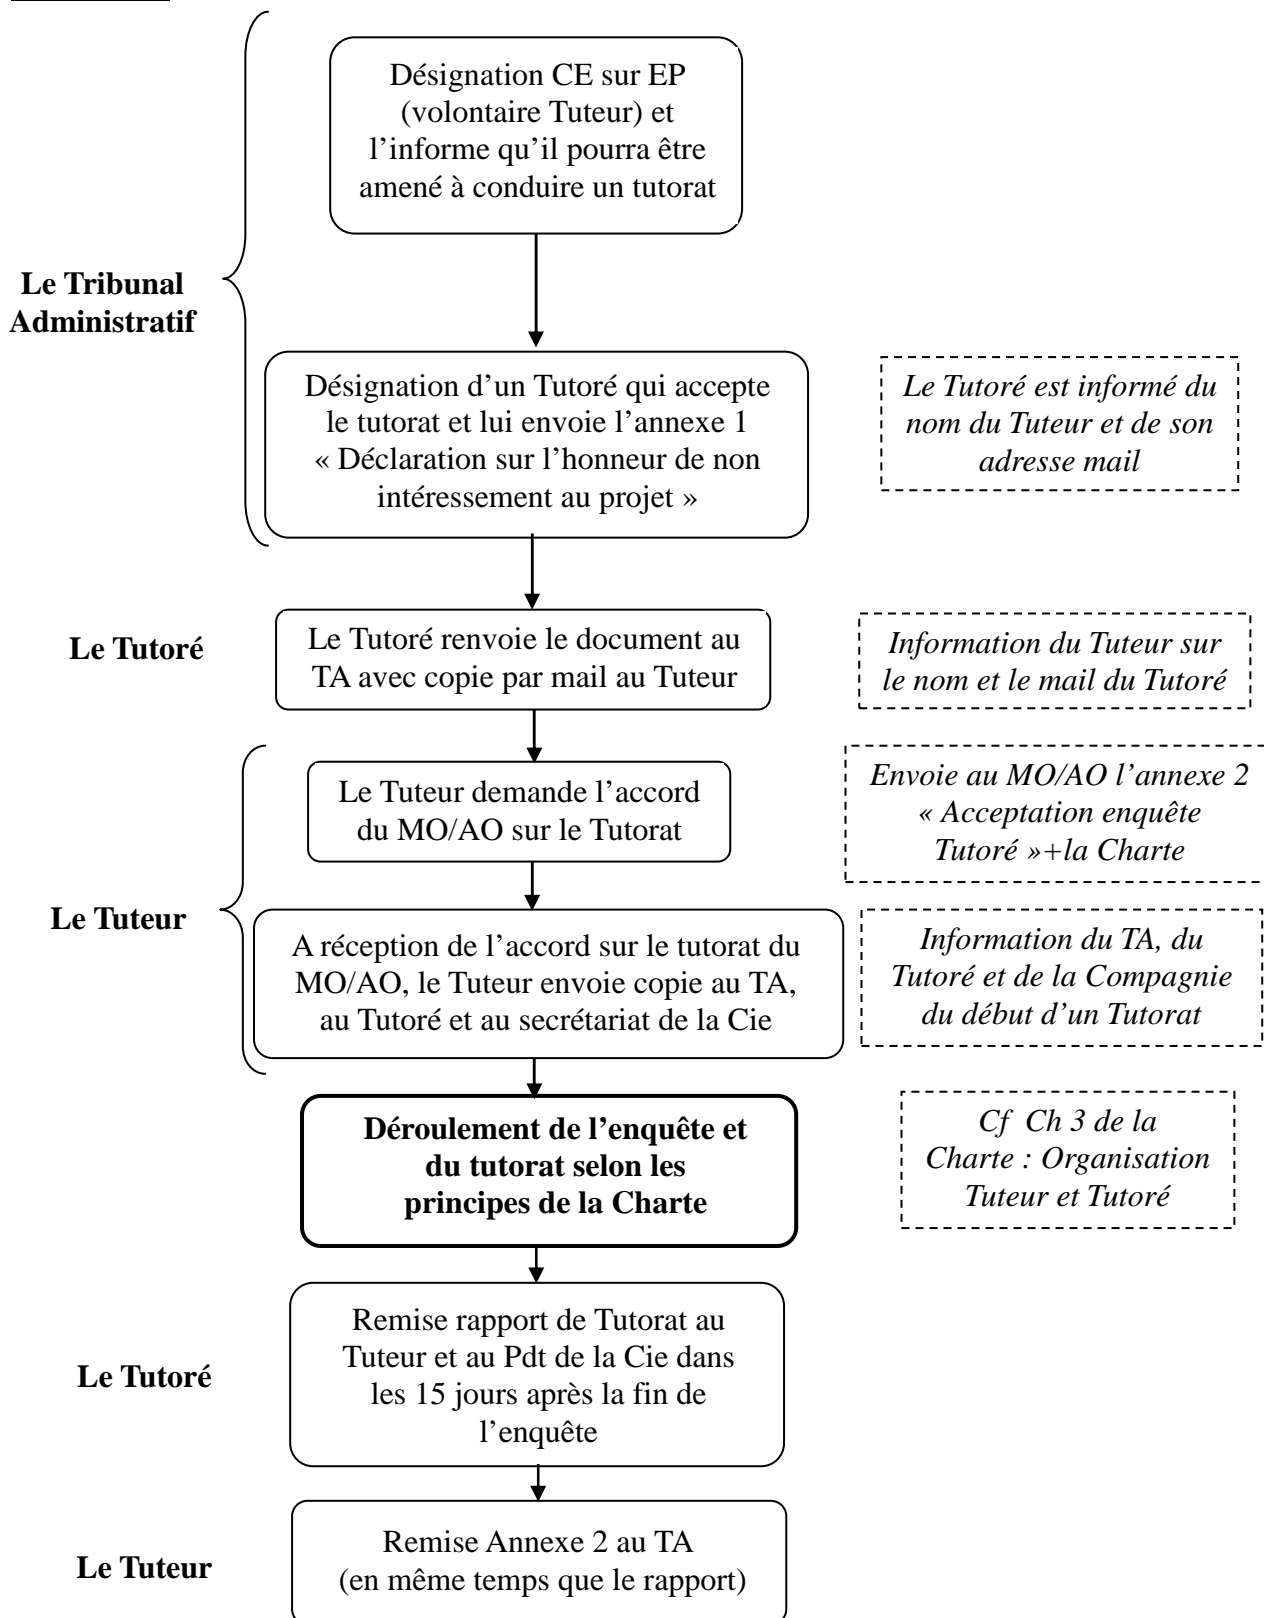 Désignation CE sur EP
(volontaire Tuteur) et
l’informe qu’il pourra être
amené à conduire un tutorat
Le Tribunal
Administratif
Désignation d’un Tutoré qui accepte
le tutorat et lui envoie l’annexe 1
« Déclaration sur l’honneur de non
intéressement au projet »
Le Tutoré est informé du
nom du Tuteur et de son
adresse mail
Le Tutoré
Le Tutoré renvoie le document au
TA avec copie par mail au Tuteur
Information du Tuteur sur
le nom et le mail du Tutoré
Le Tuteur demande l’accord
du MO/AO sur le Tutorat
Envoie au MO/AO l’annexe 2
« Acceptation enquête
Tutoré »+la Charte
Le Tuteur
A réception de l’accord sur le tutorat du
MO/AO, le Tuteur envoie copie au TA,
au Tutoré et au secrétariat de la Cie
Information du TA, du
Tutoré et de la Compagnie
du début d’un Tutorat
Déroulement de l’enquête et
du tutorat selon les
principes de la Charte
Cf Ch 3 de la
Charte : Organisation
Tuteur et Tutoré
Le Tutoré
Remise rapport de Tutorat au
Tuteur et au Pdt de la Cie dans
les 15 jours après la fin de
l’enquête
Le Tuteur
Remise Annexe 2 au TA
(en même temps que le rapport)